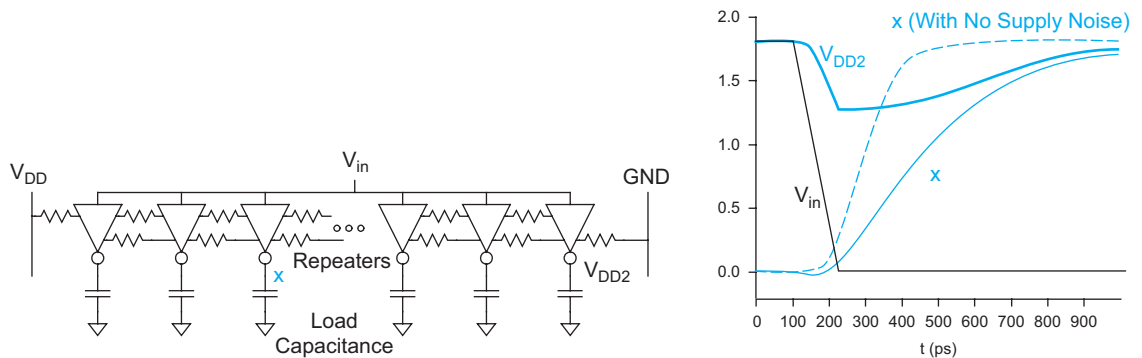 V_DD
V_in
GND
Repeaters
x
V_DD2
Load
Capacitance
x (With No Supply Noise)
2.0
1.5
1.0
0.5
0.0
V_DD2
V_in
x
0 100 200 300 400 500 600 700 800 900
t (ps)